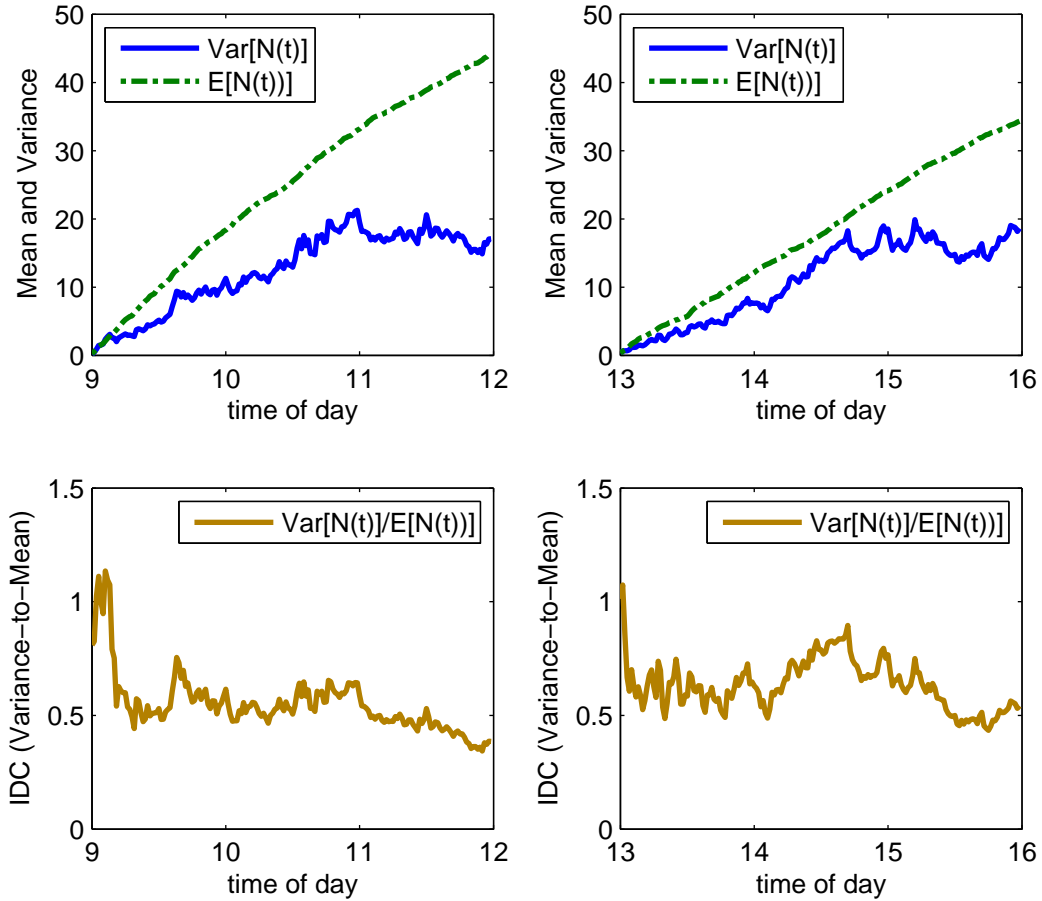 50
40
30
20
10
0
Mean and Variance
Var[N(t)]
E[N(t))]
9
10
11
12
time of day
50
40
30
20
10
0
Mean and Variance
Var[N(t)]
E[N(t))]
13
14
15
16
time of day
1.5
1
0.5
0
IDC (Variance−to−Mean)
Var[N(t)]/E[N(t))]
9
10
11
12
time of day
1.5
1
0.5
0
IDC (Variance−to−Mean)
Var[N(t)]/E[N(t))]
13
14
15
16
time of day